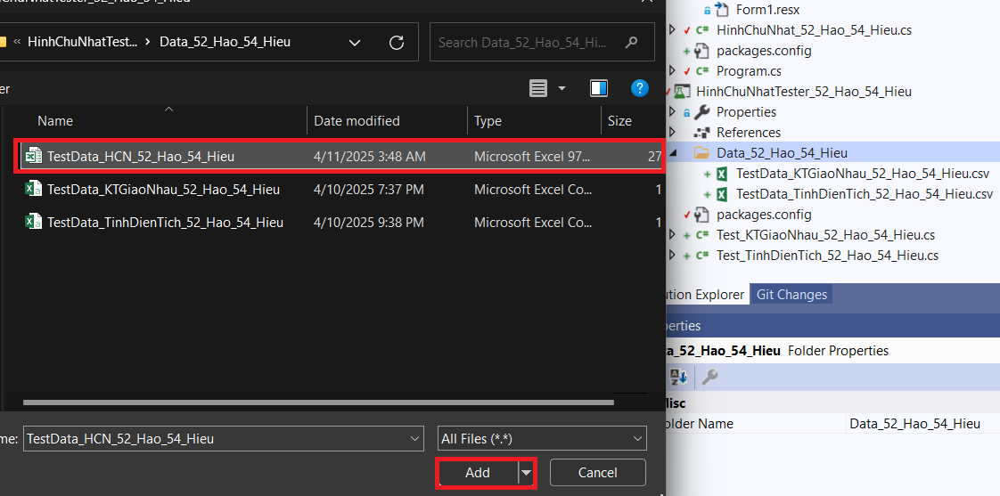 HinhChuNhatTester_52_Hao_54_Hieu
« HinhChuNhatTest... > Data_52_Hao_54_Hieu
Search Data_52_Hao_54_Hi...
Name Date modified Type Size
TestData_HCN_52_Hao_54_Hieu 4/11/2025 3:48 AM Microsoft Excel 97... 27
TestData_KTGiaoNhau_52_Hao_54_Hieu 4/10/2025 7:37 PM Microsoft Excel Co... 1
TestData_TinhDienTich_52_Hao_54_Hieu 4/10/2025 9:38 PM Microsoft Excel Co... 1
me: TestData_HCN_52_Hao_54_Hieu All Files (*.*)
Add Cancel
Form1.resx
C# HinhChuNhat_52_Hao_54_Hieu.cs
packages.config
C# Program.cs
HinhChuNhatTester_52_Hao_54_Hieu
Properties
References
Data_52_Hao_54_Hieu
TestData_KTGiaoNhau_52_Hao_54_Hieu.csv
TestData_TinhDienTich_52_Hao_54_Hieu.csv
packages.config
C# Test_KTGiaoNhau_52_Hao_54_Hieu.cs
C# Test_TinhDienTich_52_Hao_54_Hieu.cs
ution Explorer Git Changes
perties
ta_52_Hao_54_Hieu Folder Properties
Misc
older Name Data_52_Hao_54_Hieu